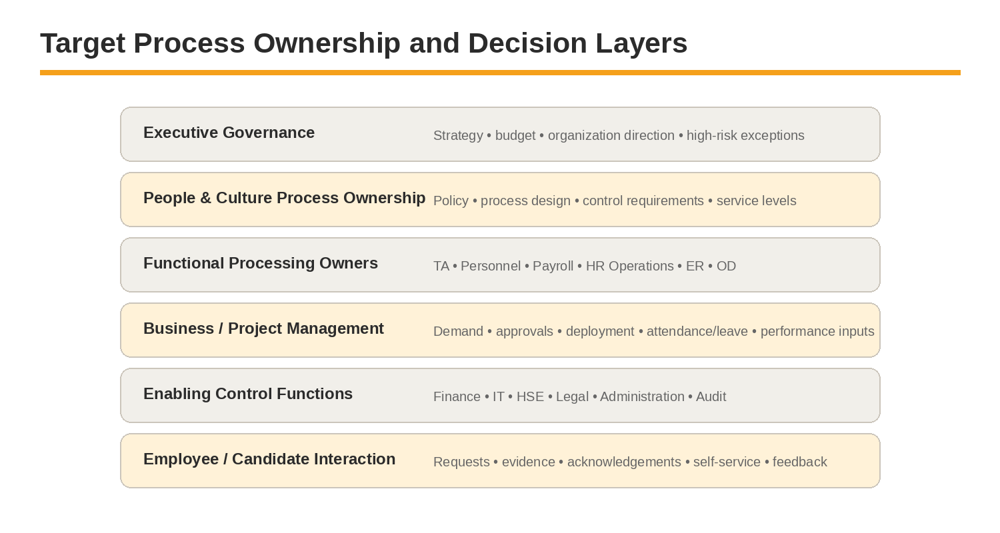 Target Process Ownership and Decision Layers
Executive Governance
Strategy • budget • organization direction • high-risk exceptions
People & Culture Process Ownership
Policy • process design • control requirements • service levels
Functional Processing Owners
TA • Personnel • Payroll • HR Operations • ER • OD
Business / Project Management
Demand • approvals • deployment • attendance/leave • performance inputs
Enabling Control Functions
Finance • IT • HSE • Legal • Administration • Audit
Employee / Candidate Interaction
Requests • evidence • acknowledgements • self-service • feedback